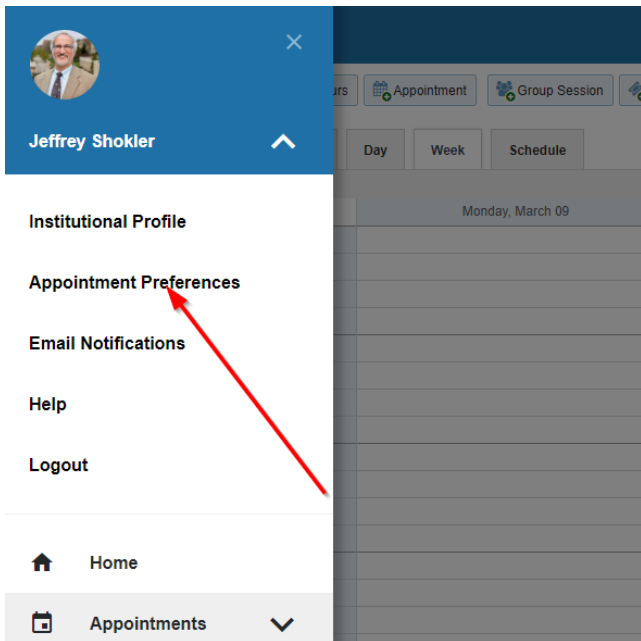 Jeffrey Shokler
Institutional Profile
Appointment Preferences
Email Notifications
Help
Logout
Home
Appointments
urs
Appointment
Group Session
Day
Week
Schedule
Monday, March 09